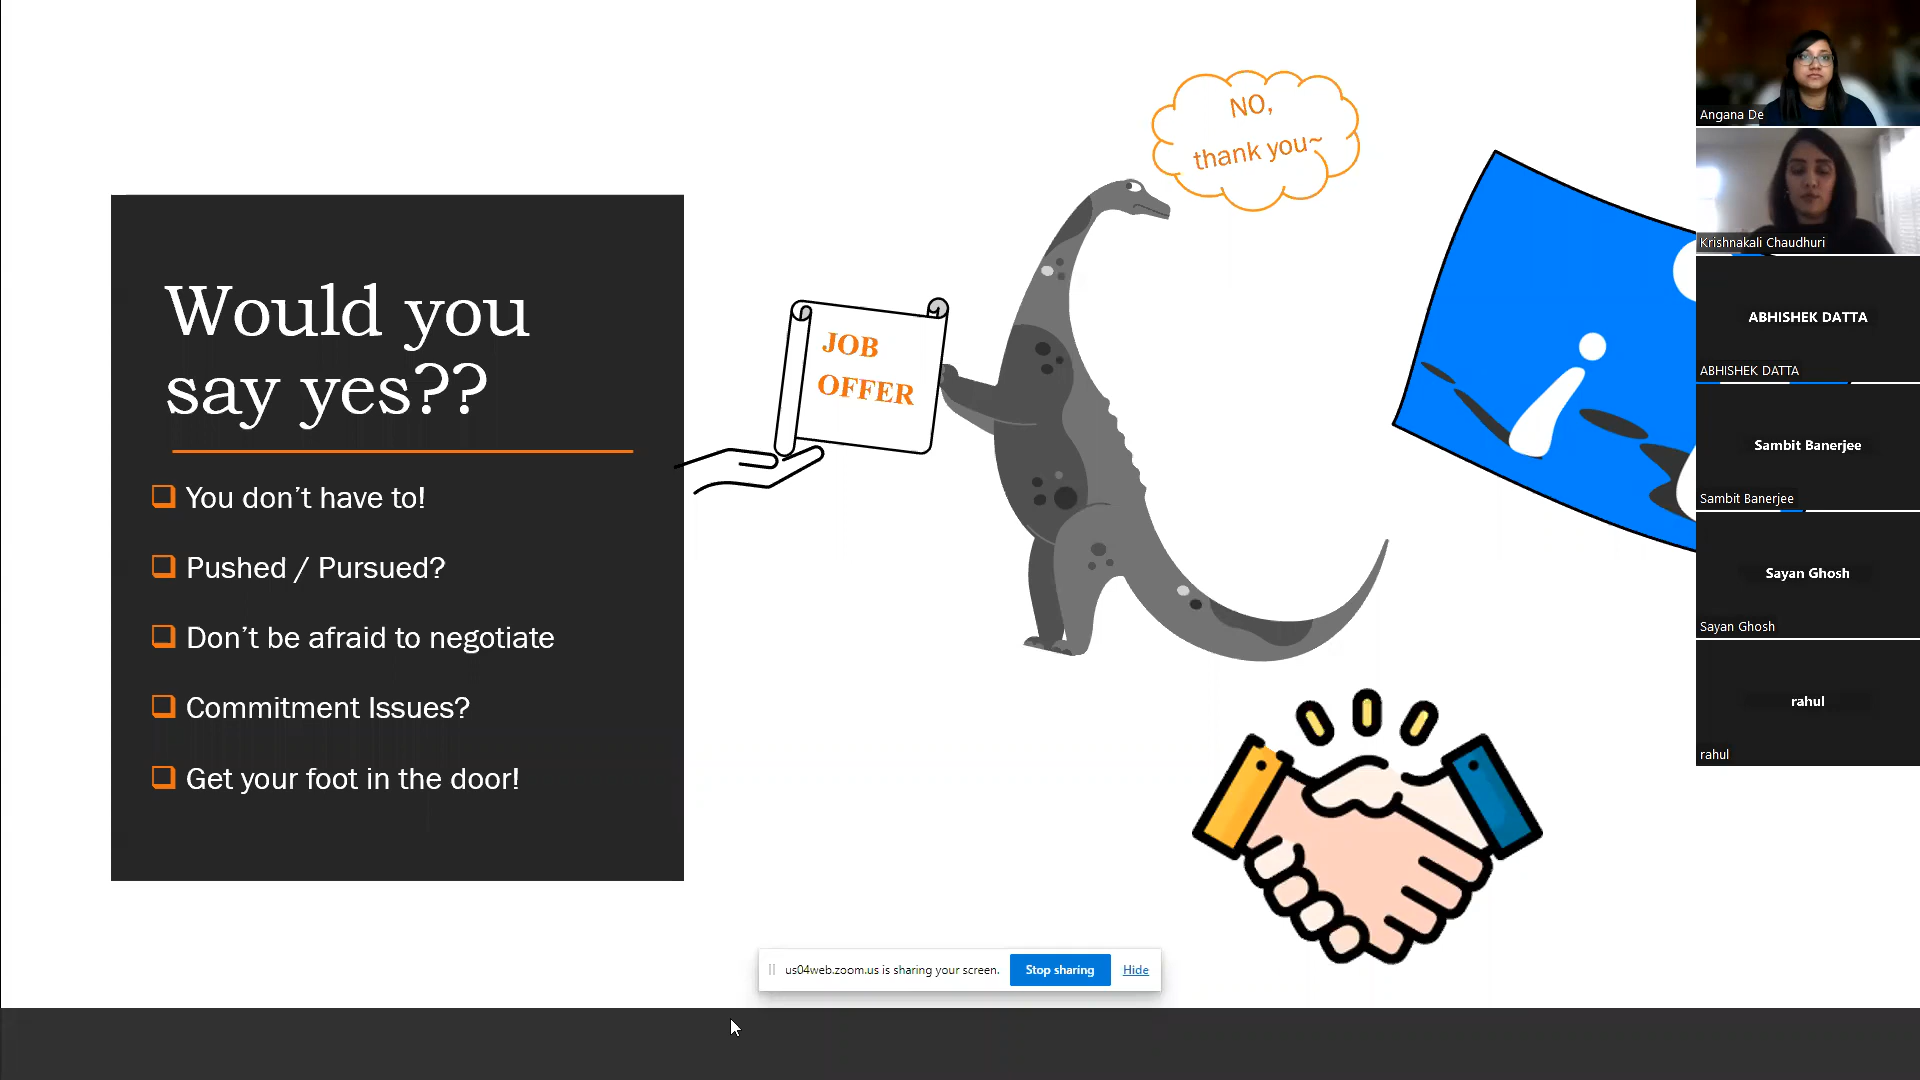 Would you
say yes??
You don’t have to!
Pushed / Pursued?
Don’t be afraid to negotiate
Commitment Issues?
Get your foot in the door!
JOB
OFFER
NO,
thank you~
us04web.zoom.us is sharing your screen.
Stop sharing
Hide
Angana De
Krishnakali Chaudhuri
ABHISHEK DATTA
ABHISHEK DATTA
Sambit Banerjee
Sambit Banerjee
Sayan Ghosh
Sayan Ghosh
rahul
rahul